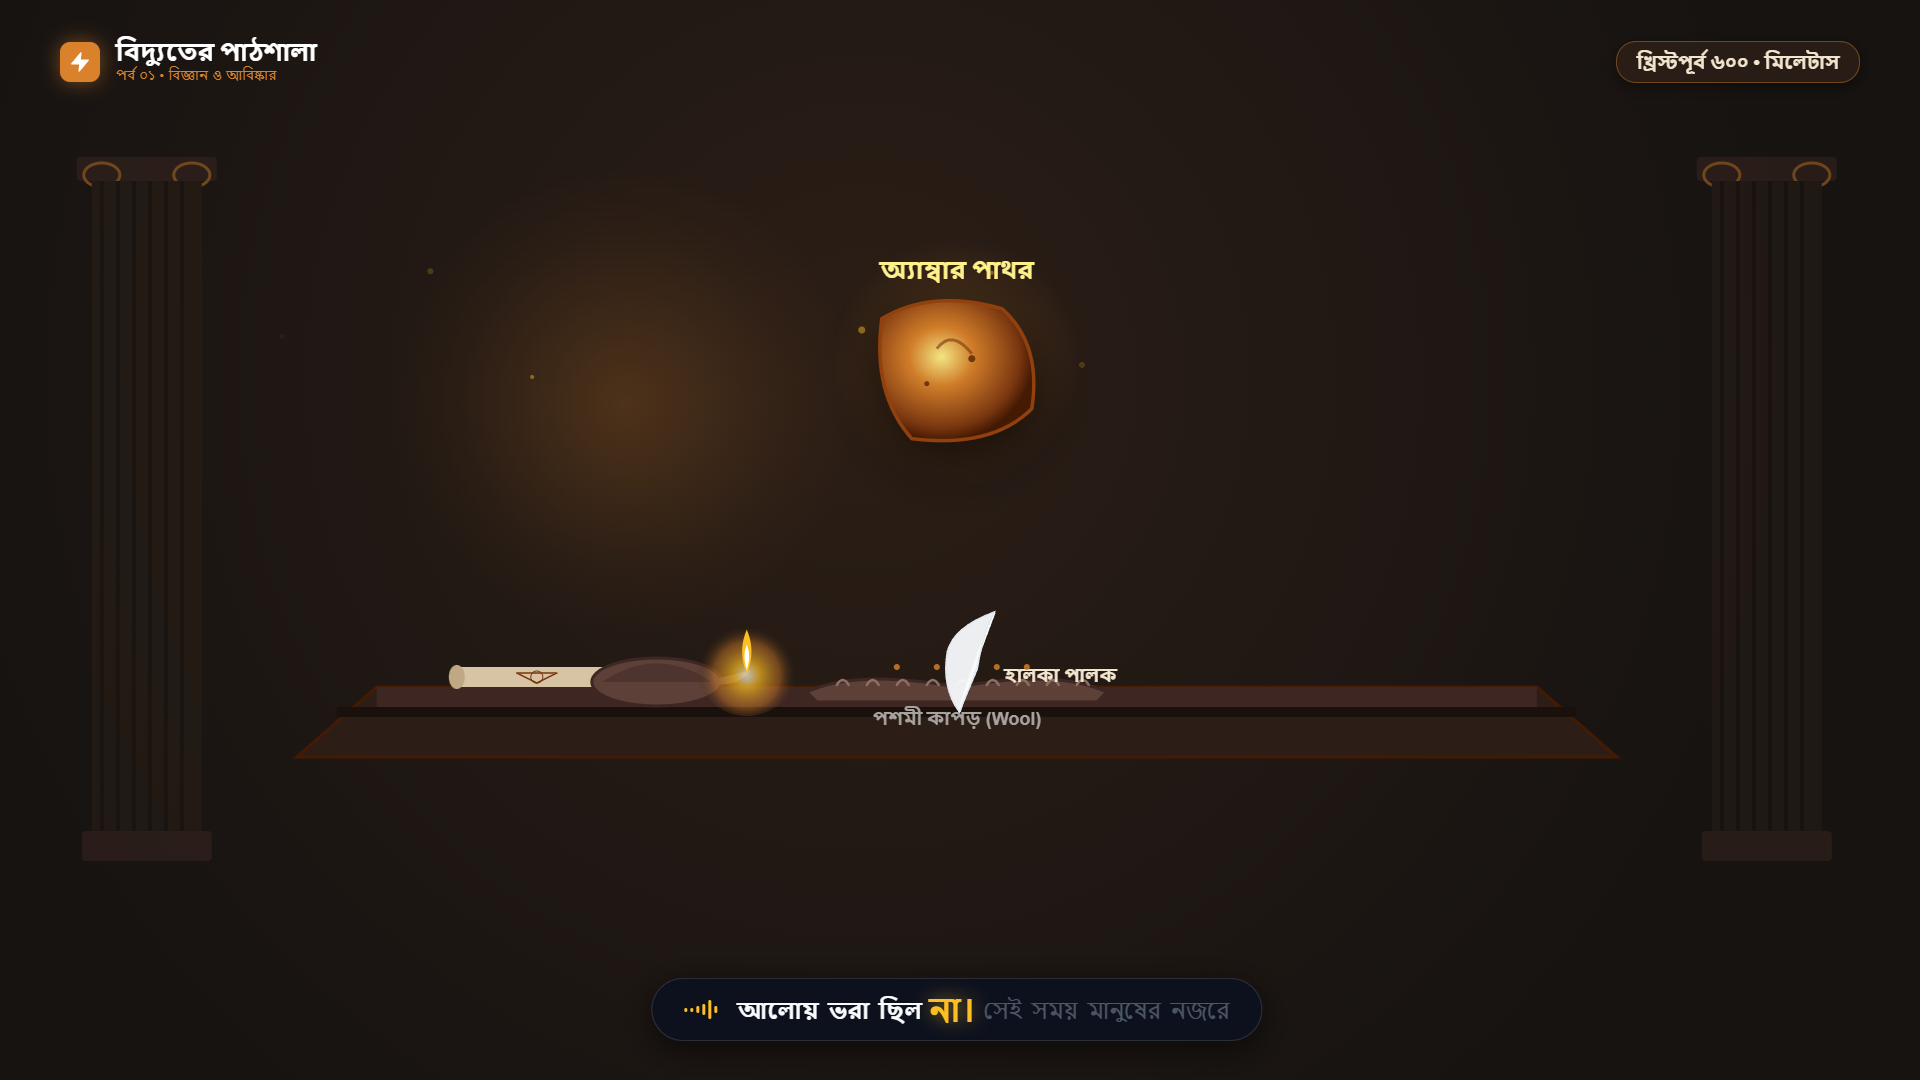 বিদ্যুতের পাঠশালা
পর্ব ০১ • বিজ্ঞান ও আবিষ্কার
খ্রিস্টপূর্ব ৬০০ • মিলেটাস
অ্যাম্বার পাথর
হালকা পালক
পশমী কাপড় (Wool)
আলোয় ভরা ছিল না। সেই সময় মানুষের নজরে